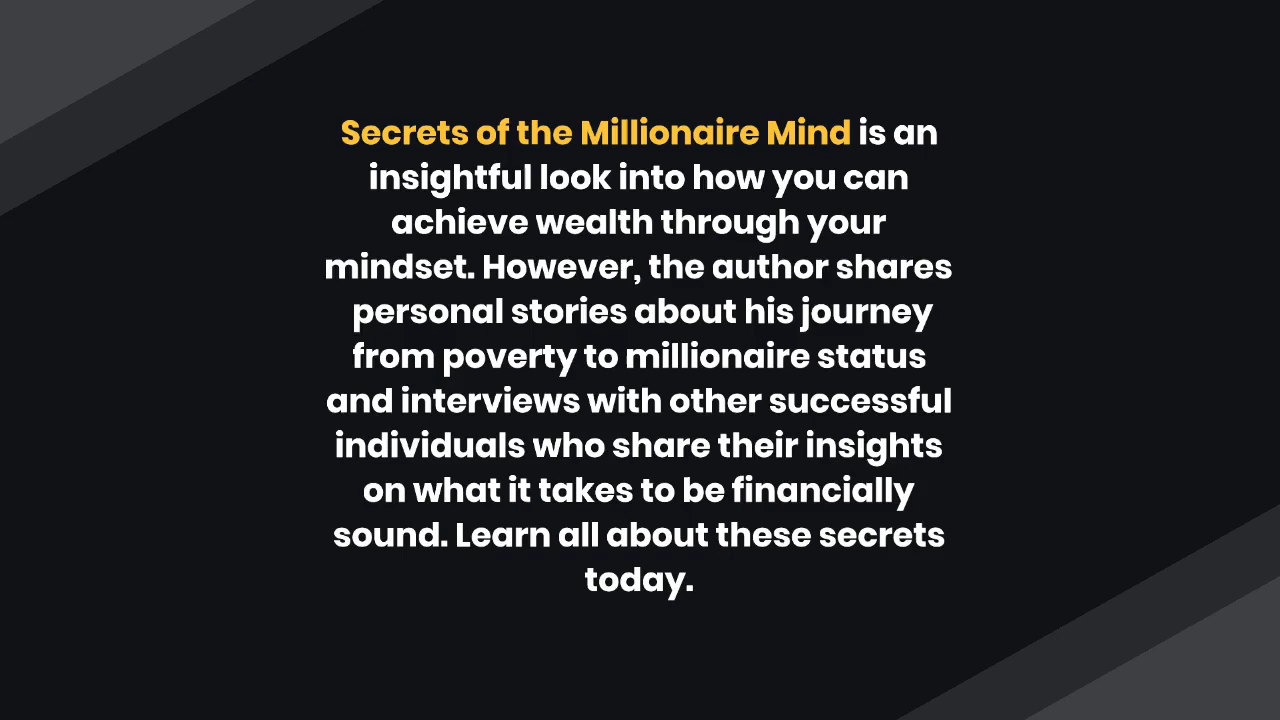 Secrets of the Millionaire Mind is an
insightful look into how you can
achieve wealth through your
mindset. However, the author shares
personal stories about his journey
from poverty to millionaire status
and interviews with other successful
individuals who share their insights
on what it takes to be financially
sound. Learn all about these secrets
today.